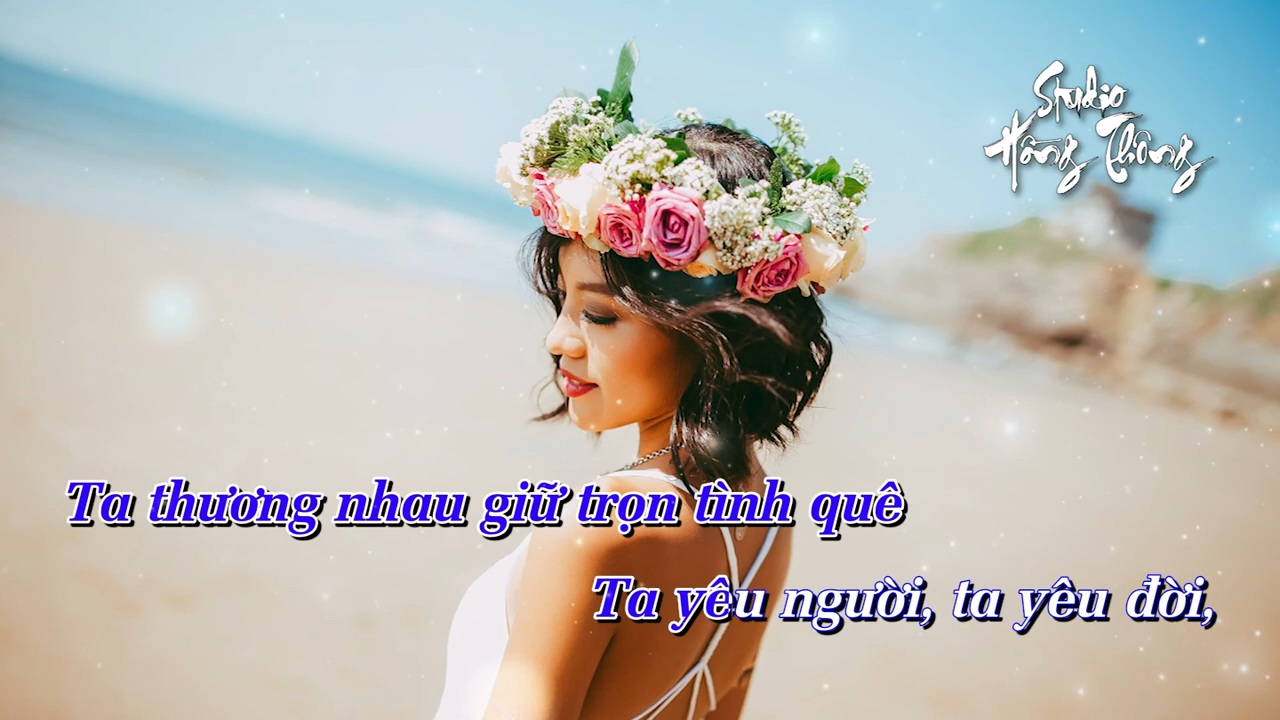 Studio
Hồng Thông
Ta thương nhau giữ trọn tình quê
Ta yêu người, ta yêu đời,